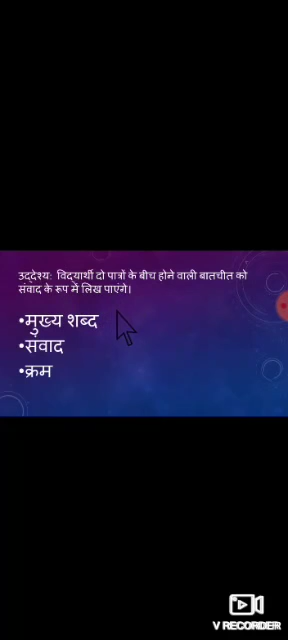 उद्देश्य:  विद्यार्थी दो पात्रों के बीच होने वाली बातचीत को
संवाद के रूप में लिख पाएंगे।
•मुख्य शब्द
•संवाद
•क्रम
V RECORDER